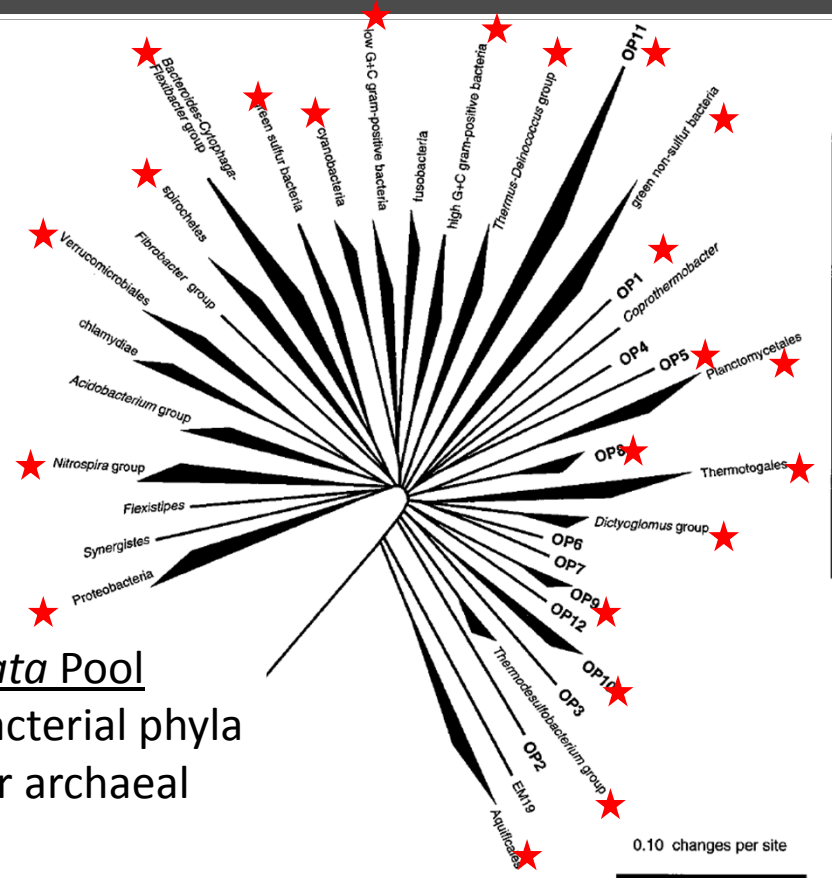 Bacteroides-Cytophaga-
Flexibacter group
green sulfur bacteria
cyanobacteria
low G+C gram-positive bacteria
fusobacteria
high G+C gram-positive bacteria
Thermus-Deinococcus group
OP11
green non-sulfur bacteria
OP1
Coprothermobacter
OP4
OP5
Planctomycetales
OP8
Thermotogales
Dictyoglomus group
OP6
OP7
OP9
OP12
OP10
OP3
Thermodesulfobacterium group
OP2
EM19
Aquificales
spirochetes
Fibrobacter group
Verrucomicrobiales
chlamydiae
Acidobacterium group
Nitrospira group
Flexistipes
Synergistes
Proteobacteria
ata Pool
acterial phyla
r archaeal
0.10 changes per site